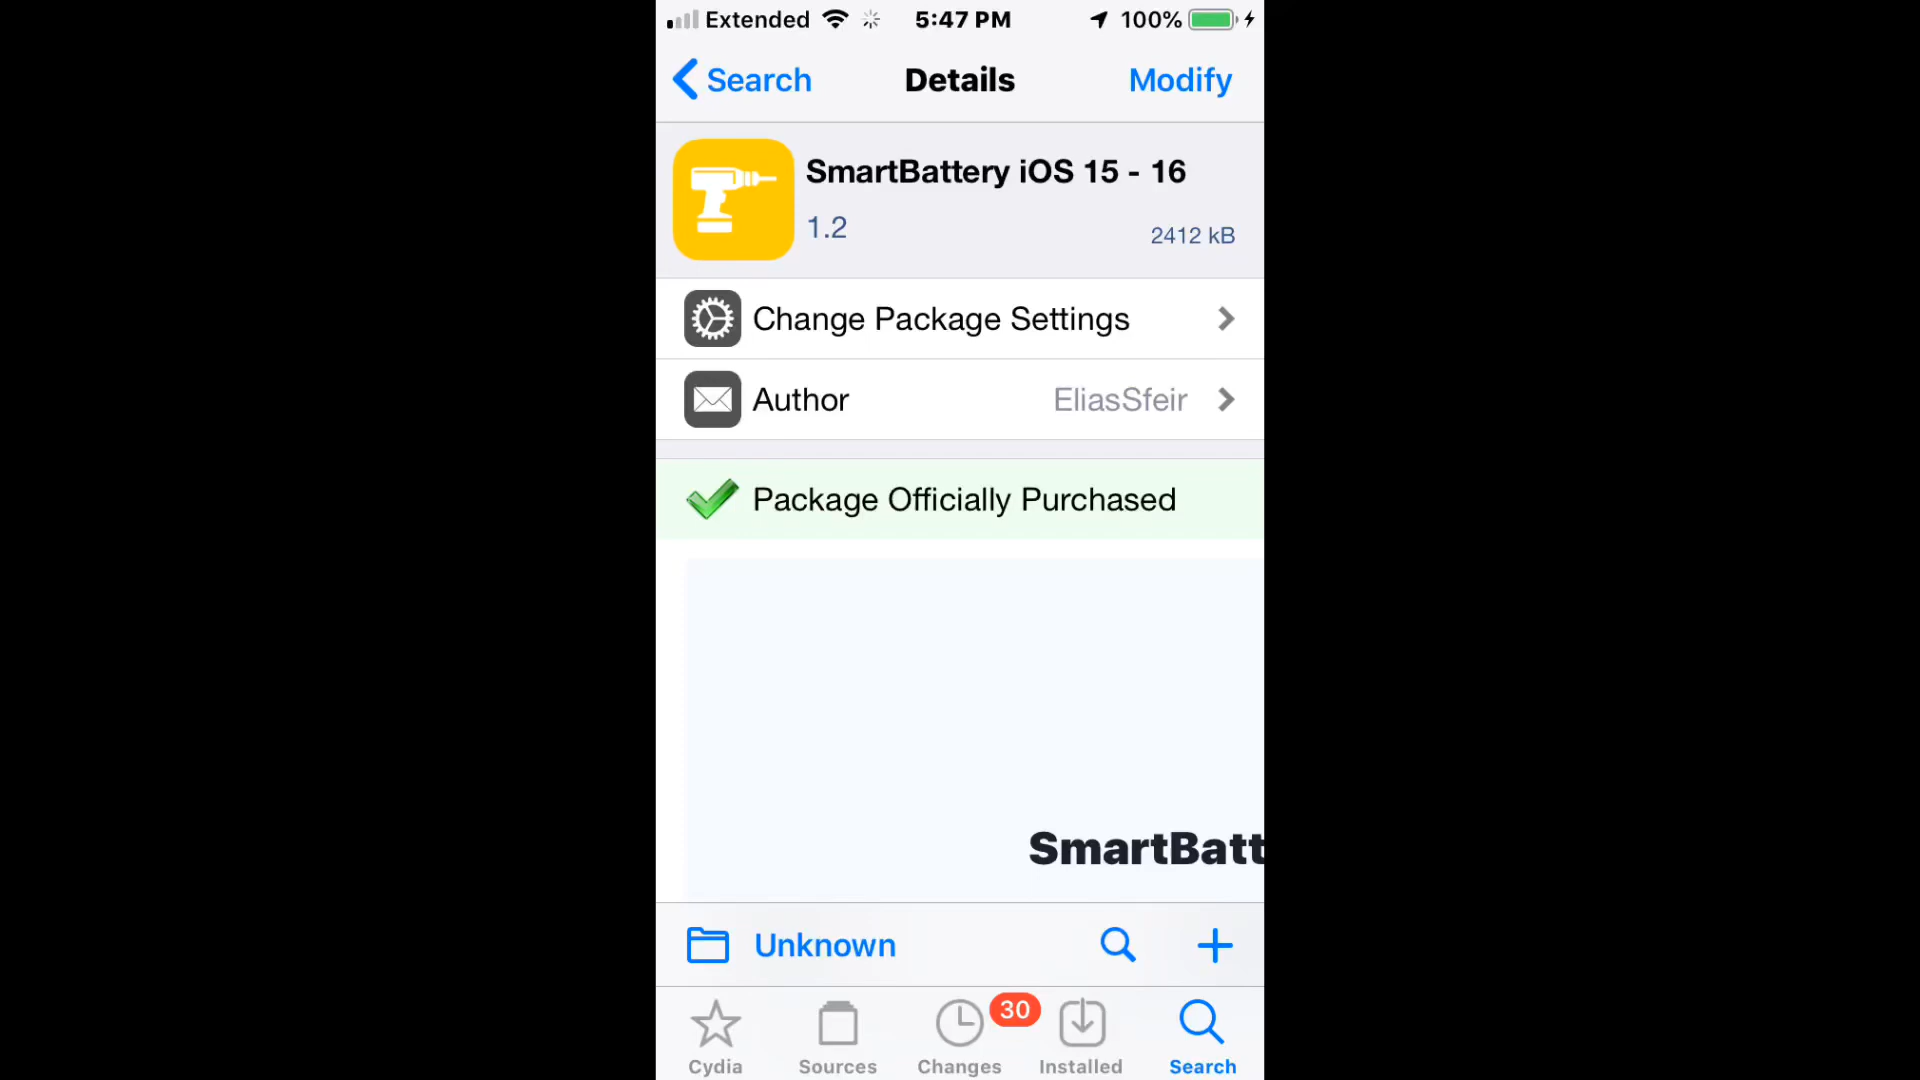 Extended 5:47 PM 100%
Search Details Modify
SmartBattery iOS 15 - 16
1.2
2412 kB
Change Package Settings
Author EliasSfeir
Package Officially Purchased
SmartBatt
Unknown
30
Cydia Sources Changes Installed Search